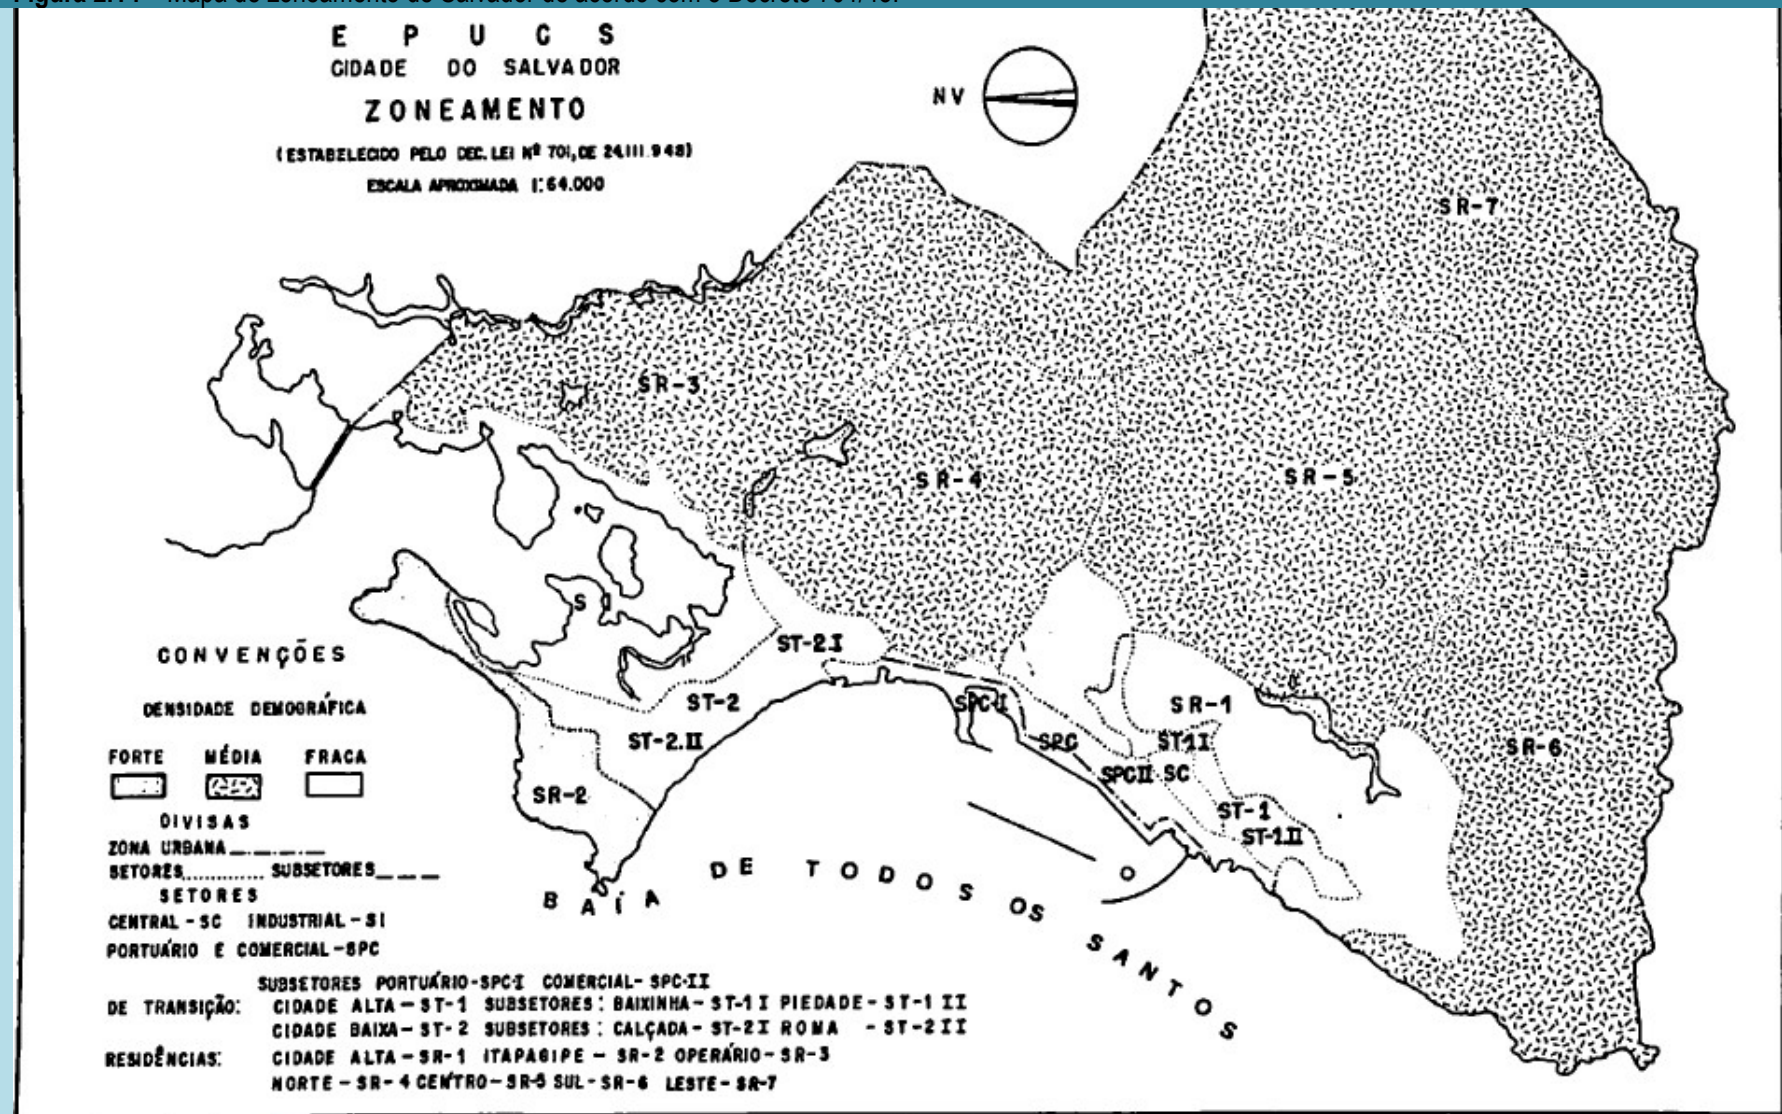 E P U C S
CIDADE DO SALVADOR
ZONEAMENTO
(ESTABELECIDO PELO DEC. LEI Nº 701, DE 24.III.948)
ESCALA APROXIMADA 1:64.000
NV
SR-7
SR-3
SR-4
SR-5
SI
ST-2.I
ST-2
ST-2.II
SR-2
SPC-I
SPC
SPCII
SC
SR-1
ST1I
ST-1
ST-1.II
SR-6
BAÍA DE TODOS OS SANTOS
CONVENÇÕES
DENSIDADE DEMOGRÁFICA
FORTE MÉDIA FRACA
DIVISAS
ZONA URBANA
SETORES SUBSETORES
SETORES
CENTRAL-SC INDUSTRIAL-SI
PORTUÁRIO E COMERCIAL-SPC
SUBSETORES PORTUÁRIO-SPC-I COMERCIAL-SPC-II
DE TRANSIÇÃO: CIDADE ALTA-ST-1 SUBSETORES: BAIXINHA-ST-1 I PIEDADE-ST-1 II
CIDADE BAIXA-ST-2 SUBSETORES: CALÇADA-ST-2 I ROMA -ST-2 II
RESIDÊNCIAS: CIDADE ALTA-SR-1 ITAPAGIPE-SR-2 OPERÁRIO-SR-3
NORTE-SR-4 CENTRO-SR-5 SUL-SR-6 LESTE-SR-7